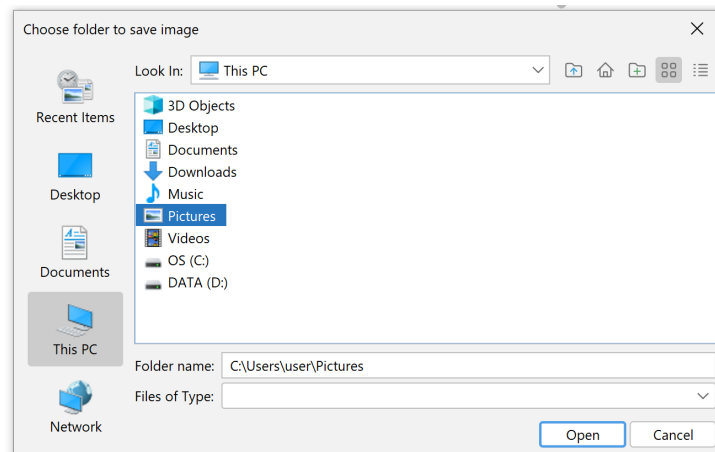 Choose folder to save image
Look In: This PC
Recent Items
Desktop
Documents
This PC
Network
3D Objects
Desktop
Documents
Downloads
Music
Pictures
Videos
OS (C:)
DATA (D:)
Folder name: C:\Users\user\Pictures
Files of Type:
Open Cancel